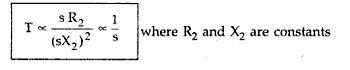 T ∝ s R₂ / (sX₂)² ∝ 1 / s where R₂ and X₂ are constants